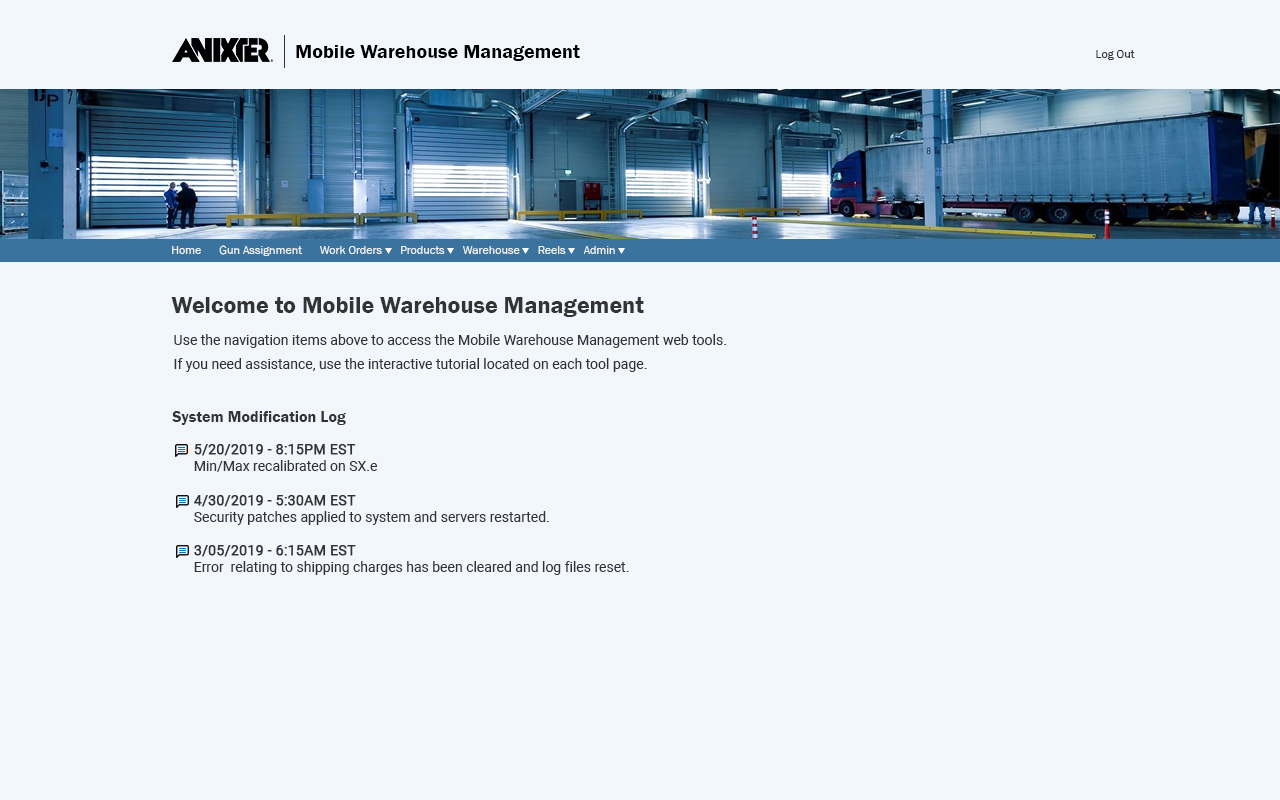 ANIXTER
Mobile Warehouse Management
Log Out
8
Home Gun Assignment Work Orders Products Warehouse Reels Admin
Welcome to Mobile Warehouse Management
Use the navigation items above to access the Mobile Warehouse Management web tools.
If you need assistance, use the interactive tutorial located on each tool page.
System Modification Log
5/20/2019 - 8:15PM EST
Min/Max recalibrated on SX.e
4/30/2019 - 5:30AM EST
Security patches applied to system and servers restarted.
3/05/2019 - 6:15AM EST
Error  relating to shipping charges has been cleared and log files reset.